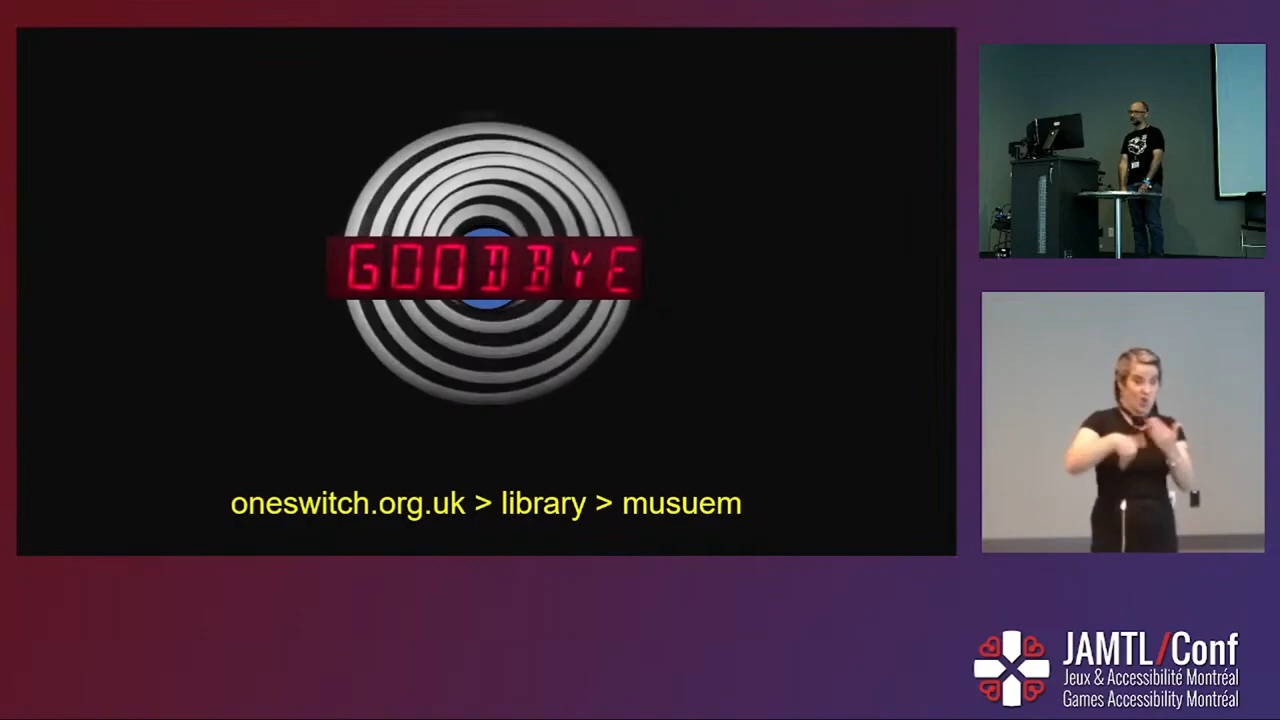 GOODBYE
oneswitch.org.uk > library > musuem
JAMTL/Conf
Jeux & Accessibilité Montréal
Games Accessibility Montréal